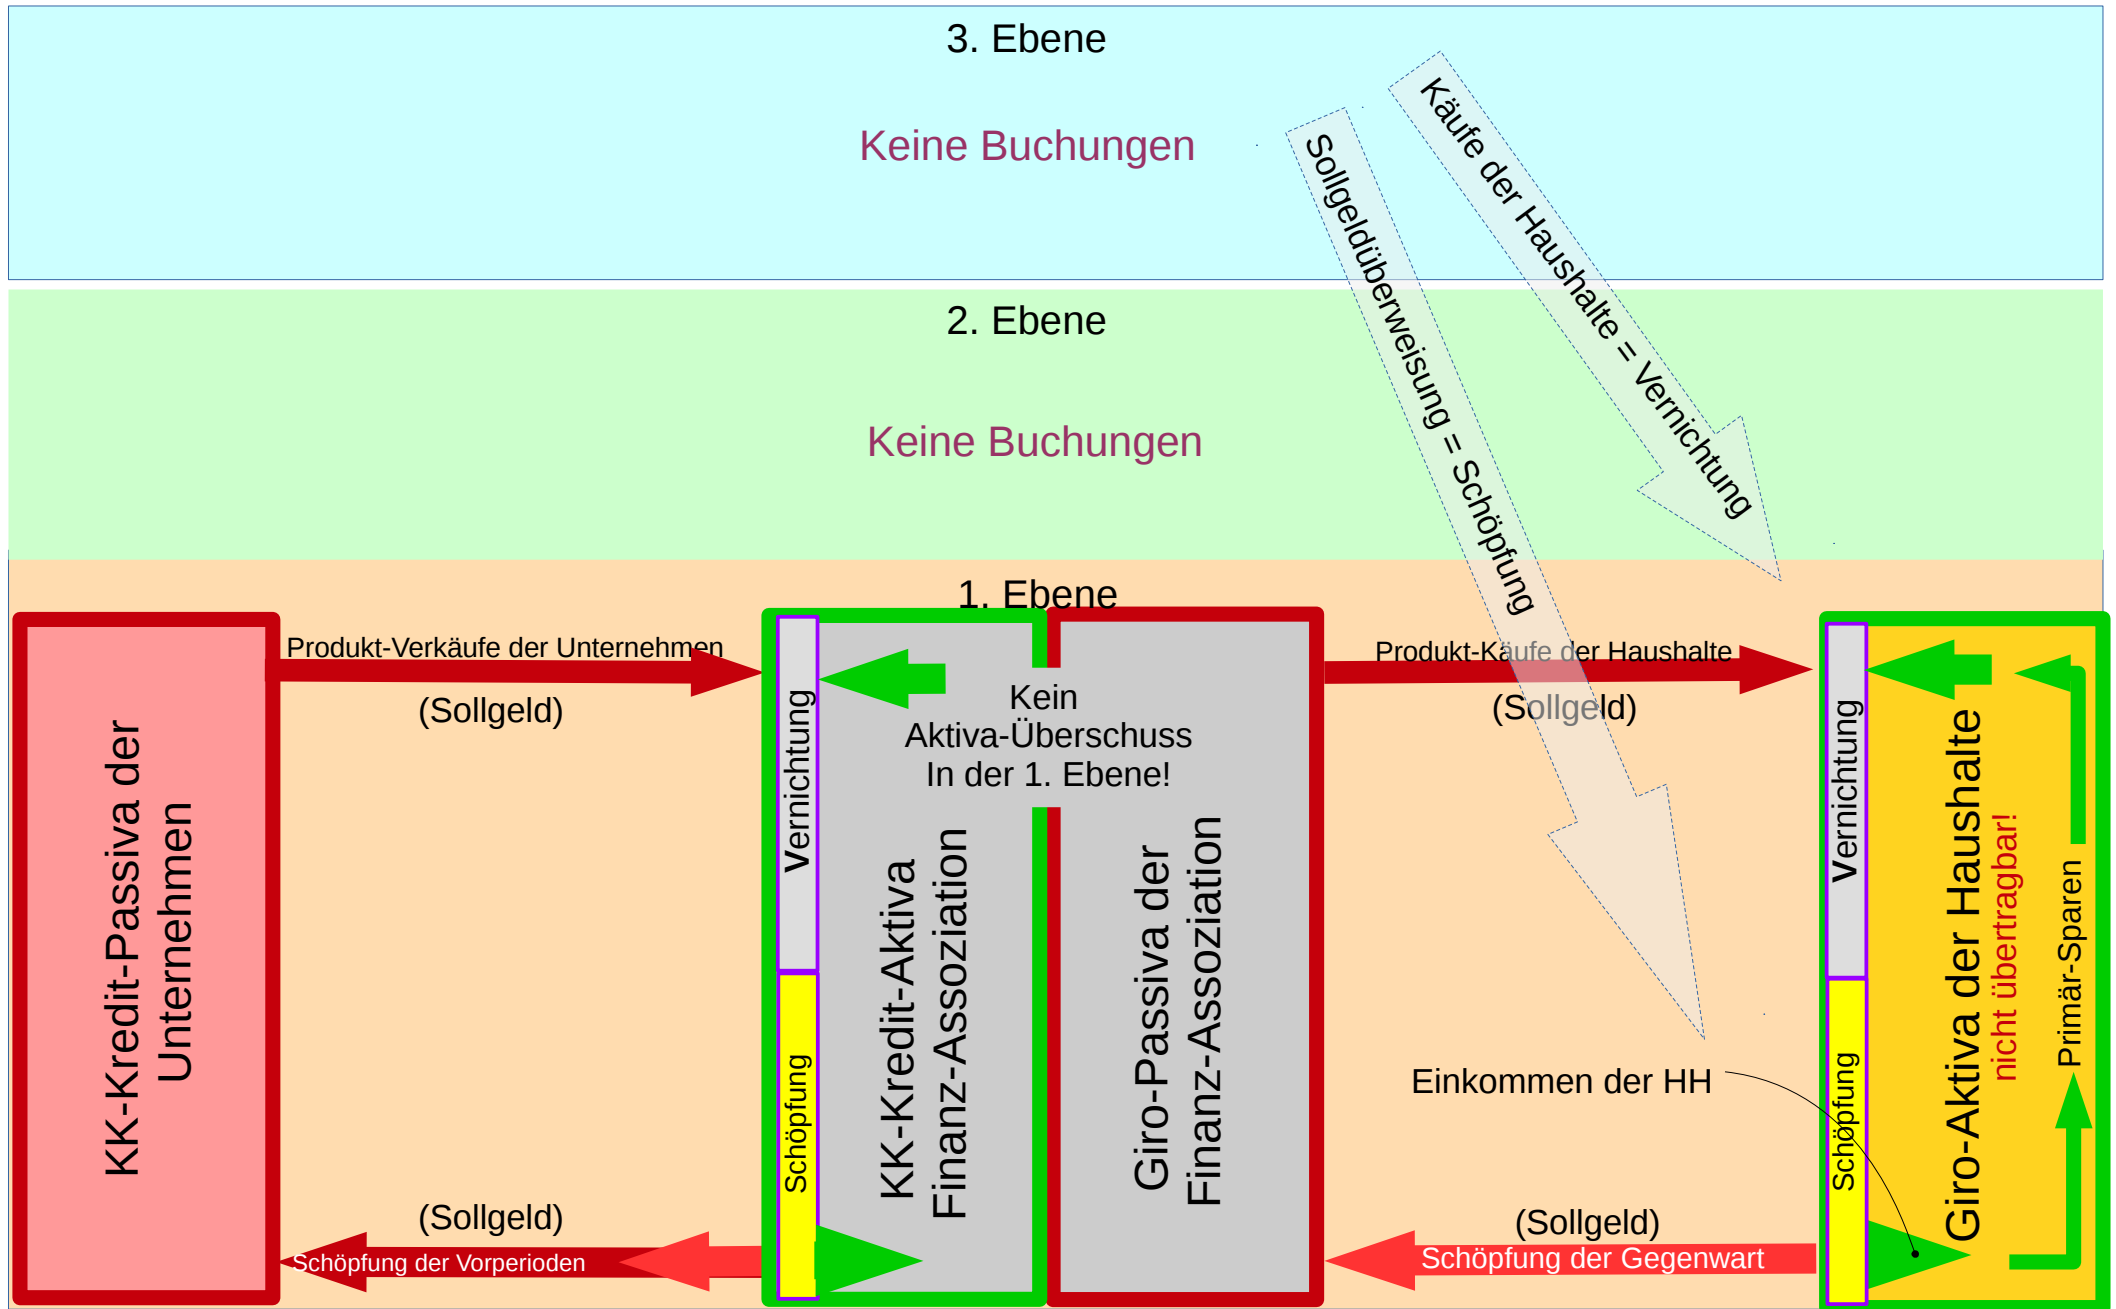 3. Ebene
Keine Buchungen
Käufe der Haushalte = Vernichtung
Sollgeldüberweisung = Schöpfung
2. Ebene
Keine Buchungen
1. Ebene
KK-Kredit-Passiva der
Unternehmen
Produkt-Verkäufe der Unternehmen
(Sollgeld)
(Sollgeld)
Schöpfung der Vorperioden
Vernichtung
Schöpfung
Kein
Aktiva-Überschuss
In der 1. Ebene!
KK-Kredit-Aktiva
Finanz-Assoziation
Giro-Passiva der
Finanz-Assoziation
Produkt-Käufe der Haushalte
(Sollgeld)
Einkommen der HH
(Sollgeld)
Schöpfung der Gegenwart
Vernichtung
Schöpfung
Giro-Aktiva der Haushalte
nicht übertragbar!
Primär-Sparen